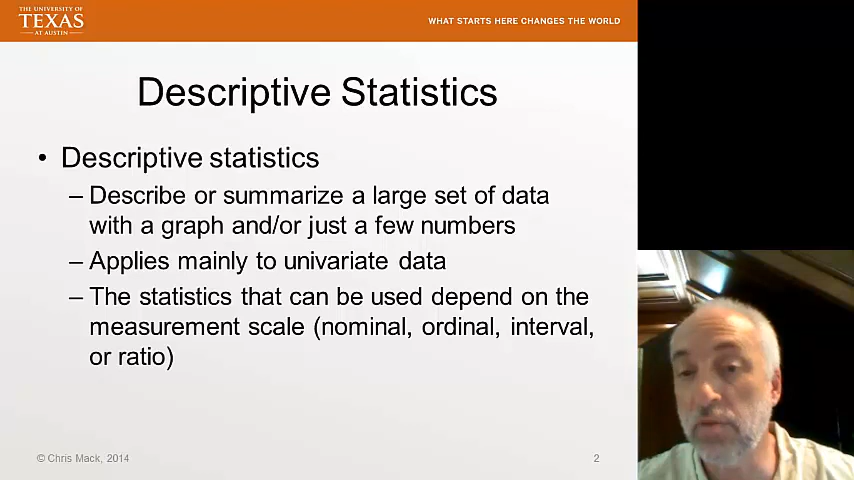 THE UNIVERSITY OF
TEXAS
AT AUSTIN
WHAT STARTS HERE CHANGES THE WORLD
Descriptive Statistics
• Descriptive statistics
– Describe or summarize a large set of data
with a graph and/or just a few numbers
– Applies mainly to univariate data
– The statistics that can be used depend on the
measurement scale (nominal, ordinal, interval,
or ratio)
© Chris Mack, 2014
2